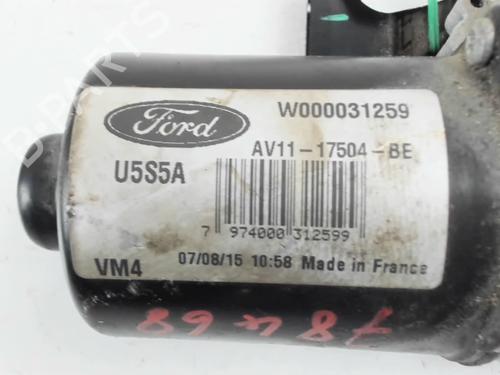 Ford
W000031259
AV11-17504-BE
U5S5A
7 974000 312599
VM4
07/08/15 10:58 Made in France